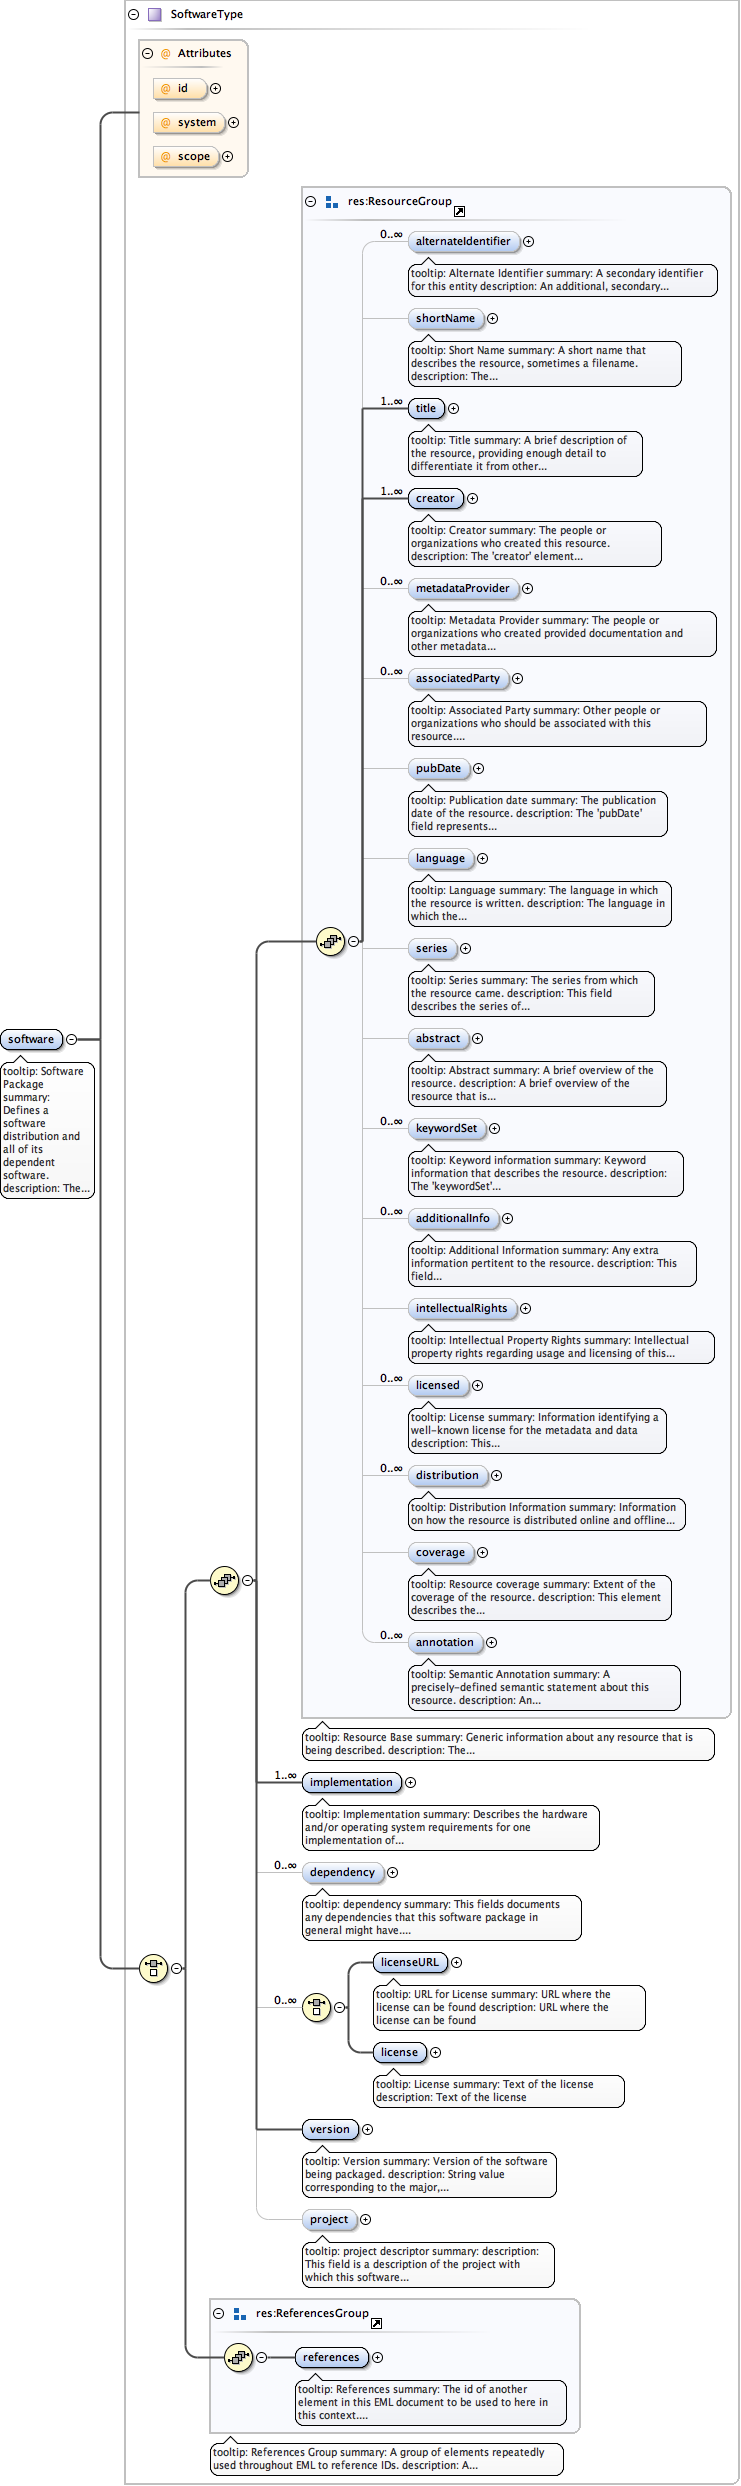 SoftwareType
Attributes
@ id
@ system
@ scope
res:ResourceGroup
0..∞
alternateIdentifier
tooltip: Alternate Identifier summary: A secondary identifier
for this entity description: An additional, secondary...
shortName
tooltip: Short Name summary: A short name that
describes the resource, sometimes a filename.
description: The...
1..∞
title
tooltip: Title summary: A brief description of
the resource, providing enough detail to
differentiate it from other...
1..∞
creator
tooltip: Creator summary: The people or
organizations who created this resource.
description: The 'creator' element...
0..∞
metadataProvider
tooltip: Metadata Provider summary: The people or
organizations who created provided documentation and
other metadata...
0..∞
associatedParty
tooltip: Associated Party summary: Other people or
organizations who should be associated with this
resource....
pubDate
tooltip: Publication date summary: The publication
date of the resource. description: The 'pubDate'
field represents...
language
tooltip: Language summary: The language in which
the resource is written. description: The language in
which the...
series
tooltip: Series summary: The series from which
the resource came. description: This field
describes the series of...
software
tooltip: Software
Package
summary:
Defines a
software
distribution and
all of its
dependent
software.
description: The...
abstract
tooltip: Abstract summary: A brief overview of the
resource. description: A brief overview of the
resource that is...
0..∞
keywordSet
tooltip: Keyword information summary: Keyword
information that describes the resource. description:
The 'keywordSet'...
0..∞
additionalInfo
tooltip: Additional Information summary: Any extra
information pertitent to the resource. description: This
field...
intellectualRights
tooltip: Intellectual Property Rights summary: Intellectual
property rights regarding usage and licensing of this...
0..∞
licensed
tooltip: License summary: Information identifying a
well-known license for the metadata and data
description: This...
0..∞
distribution
tooltip: Distribution Information summary: Information
on how the resource is distributed online and offline...
coverage
tooltip: Resource coverage summary: Extent of the
coverage of the resource. description: This element
describes the...
0..∞
annotation
tooltip: Semantic Annotation summary: A
precisely-defined semantic statement about this
resource. description: An...
tooltip: Resource Base summary: Generic information about any resource that is
being described. description: The...
1..∞
implementation
tooltip: Implementation summary: Describes the hardware
and/or operating system requirements for one
implementation of...
0..∞
dependency
tooltip: dependency summary: This fields documents
any dependencies that this software package in
general might have....
0..∞
licenseURL
tooltip: URL for License summary: URL where the
license can be found description: URL where the
license can be found
license
tooltip: License summary: Text of the license
description: Text of the license
version
tooltip: Version summary: Version of the software
being packaged. description: String value
corresponding to the major,...
project
tooltip: project descriptor summary: description:
This field is a description of the project with
which this software...
res:ReferencesGroup
references
tooltip: References summary: The id of another
element in this EML document to be used to here in
this context....
tooltip: References Group summary: A group of elements repeatedly
used throughout EML to reference IDs. description: A...